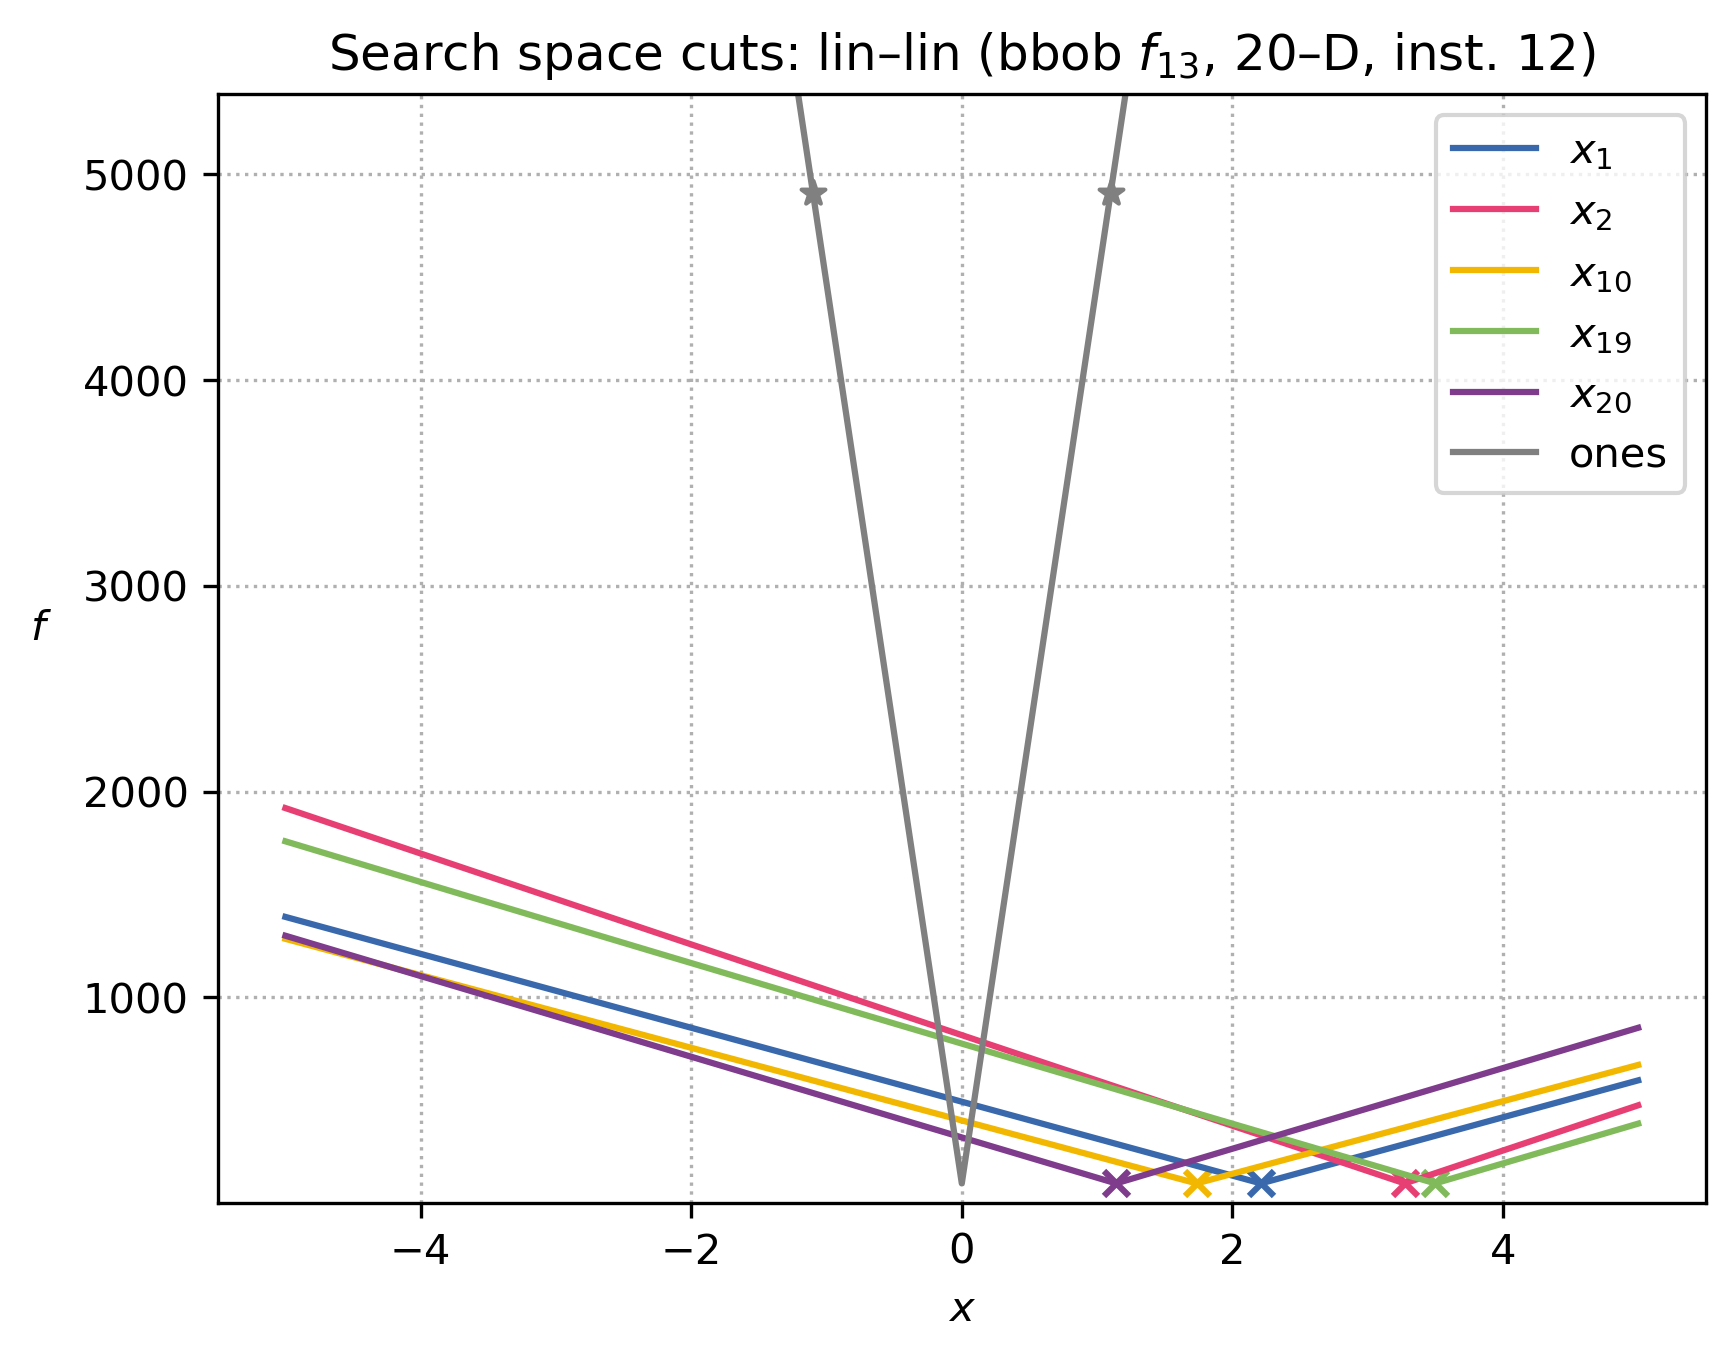 Search space cuts: lin–lin (bbob f₁₃, 20–D, inst. 12)
5000
4000
3000
2000
1000
f
−4 −2 0 2 4
x
x₁
x₂
x₁₀
x₁₉
x₂₀
ones